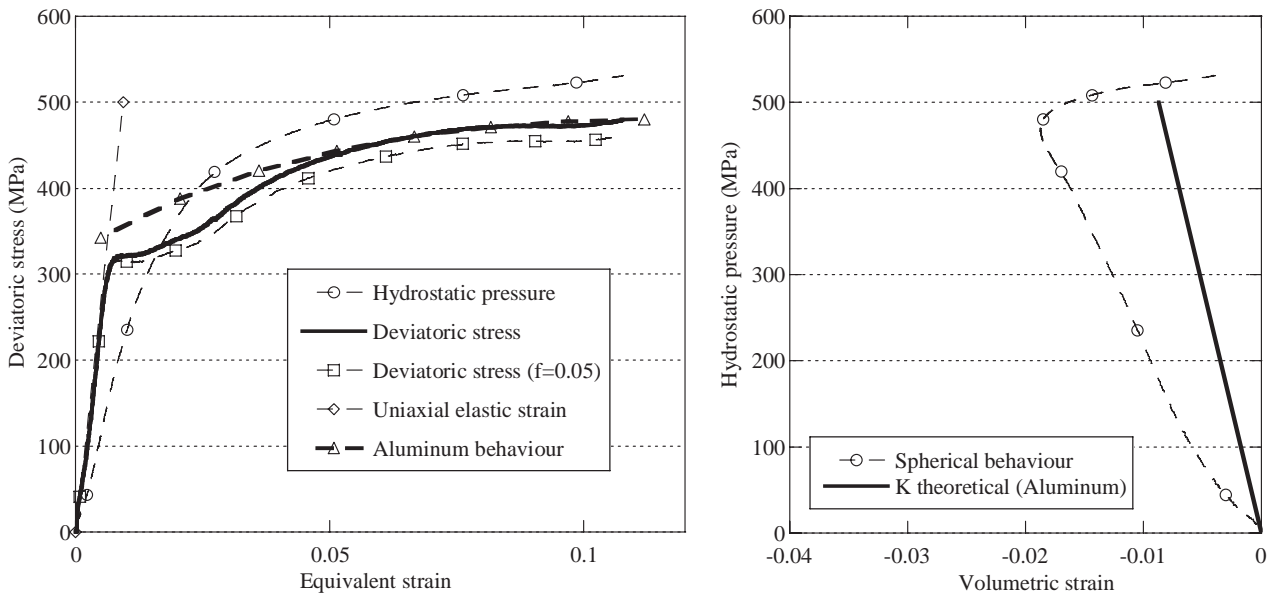 600
500
400
300
200
100
0
Deviatoric stress (MPa)
Hydrostatic pressure
Deviatoric stress
Deviatoric stress (f=0.05)
Uniaxial elastic strain
Aluminum behaviour
0
0.05
0.1
Equivalent strain
600
500
400
300
200
100
0
Hydrostatic pressure (MPa)
Spherical behaviour
K theoretical (Aluminum)
-0.04
-0.03
-0.02
-0.01
0
Volumetric strain